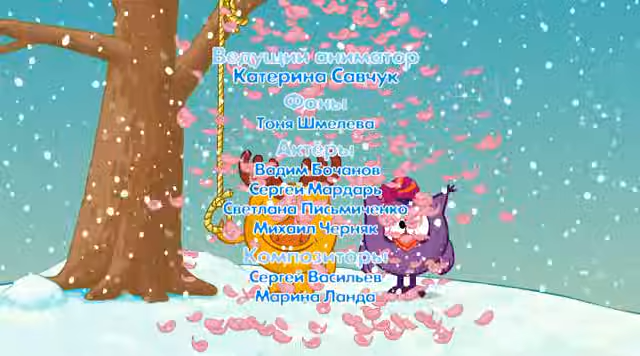 Ведущий аниматор
Катерина Савчук
Фоны
Тоня Шмелева
Актёры
Вадим Бочанов
Сергей Мардарь
Светлана Письмиченко
Михаил Черняк
Композиторы
Сергей Васильев
Марина Ланда